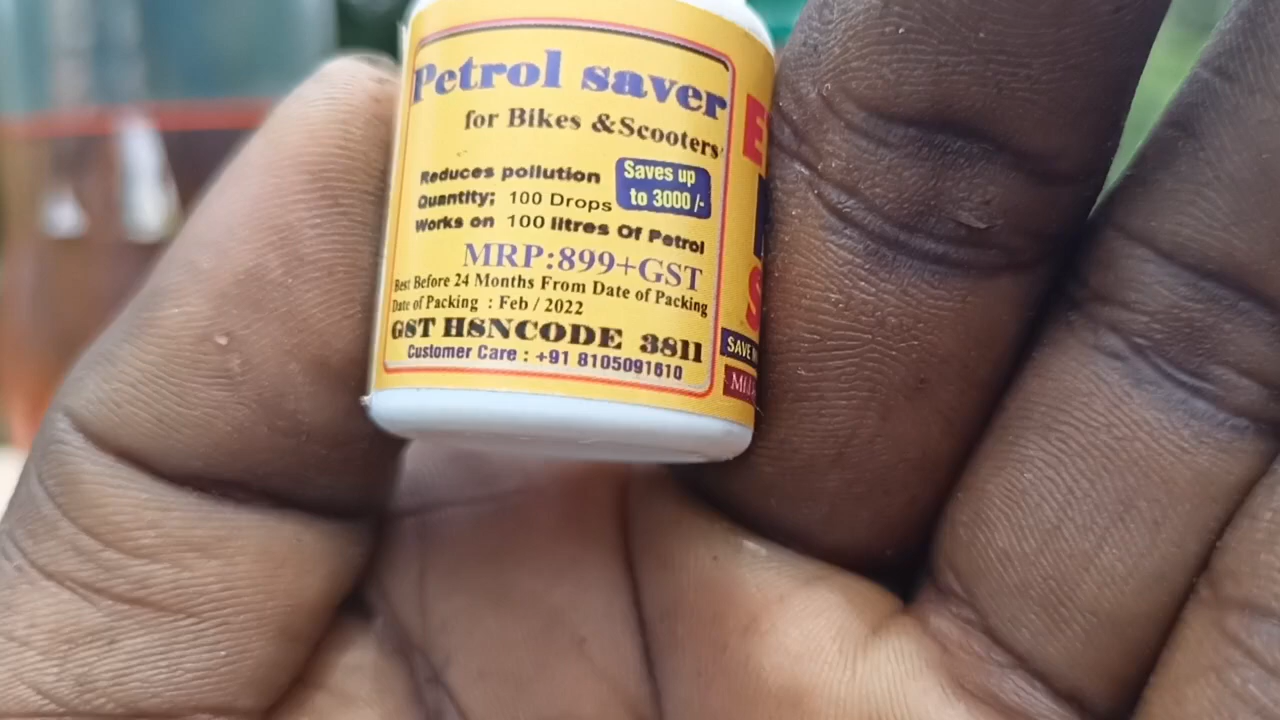 Petrol saver
for Bikes &Scooters
Reduces pollution
Saves up
to 3000 /-
Quantity; 100 Drops
Works on 100 litres Of Petrol
MRP:899+GST
Best Before 24 Months From Date of Packing
Date of Packing : Feb / 2022
GST HSNCODE 3811
Customer Care : +91 8105091610
SAVE